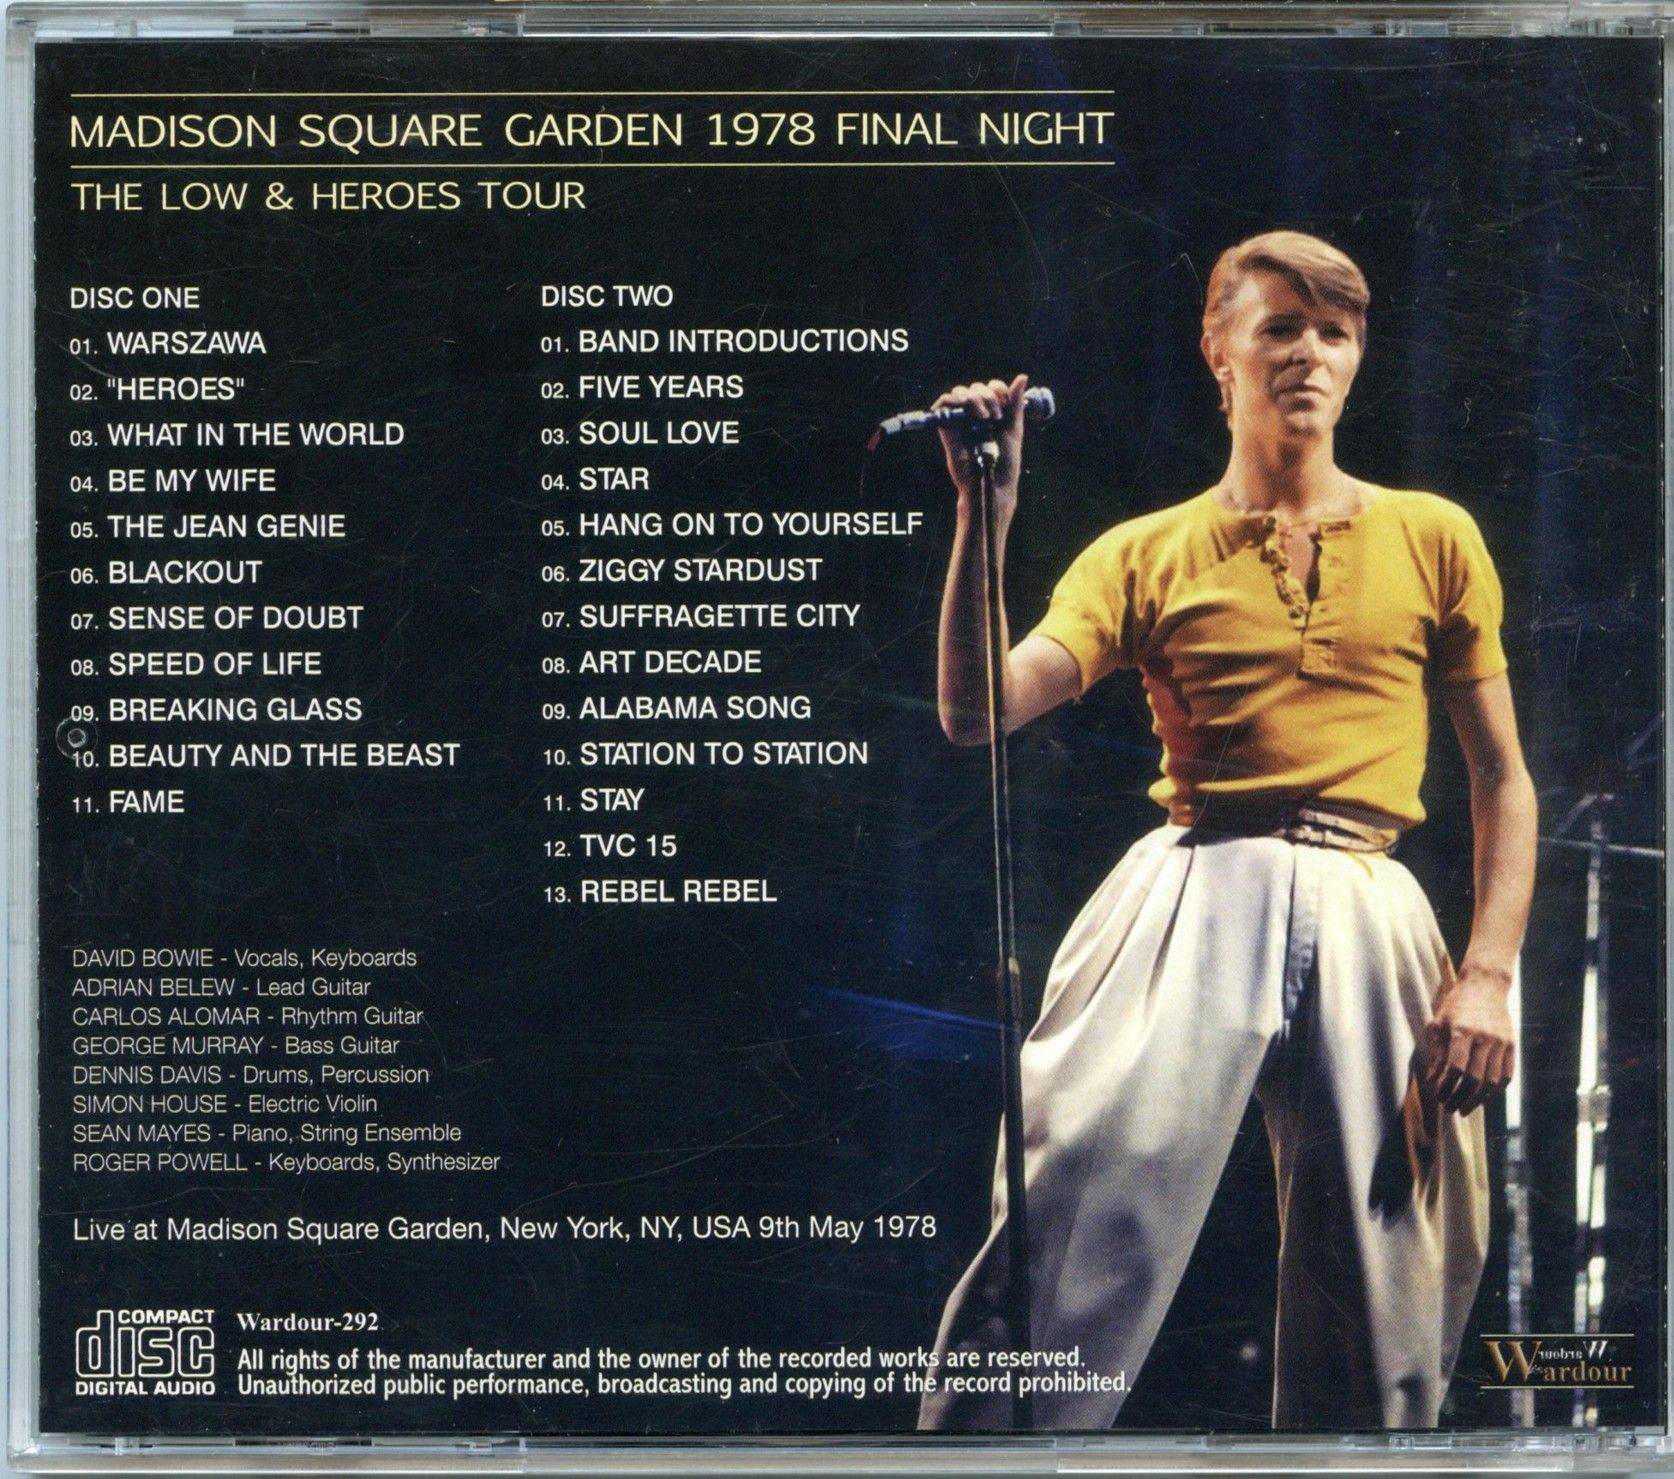 MADISON SQUARE GARDEN 1978 FINAL NIGHT
THE LOW & HEROES TOUR
DISC ONE
01. WARSZAWA
02. "HEROES"
03. WHAT IN THE WORLD
04. BE MY WIFE
05. THE JEAN GENIE
06. BLACKOUT
07. SENSE OF DOUBT
08. SPEED OF LIFE
09. BREAKING GLASS
10. BEAUTY AND THE BEAST
11. FAME
DISC TWO
01. BAND INTRODUCTIONS
02. FIVE YEARS
03. SOUL LOVE
04. STAR
05. HANG ON TO YOURSELF
06. ZIGGY STARDUST
07. SUFFRAGETTE CITY
08. ART DECADE
09. ALABAMA SONG
10. STATION TO STATION
11. STAY
12. TVC 15
13. REBEL REBEL
DAVID BOWIE - Vocals, Keyboards
ADRIAN BELEW - Lead Guitar
CARLOS ALOMAR - Rhythm Guitar
GEORGE MURRAY - Bass Guitar
DENNIS DAVIS - Drums, Percussion
SIMON HOUSE - Electric Violin
SEAN MAYES - Piano, String Ensemble
ROGER POWELL - Keyboards, Synthesizer
Live at Madison Square Garden, New York, NY, USA 9th May 1978
COMPACT
disc
DIGITAL AUDIO
Wardour-292
All rights of the manufacturer and the owner of the recorded works are reserved.
Unauthorized public performance, broadcasting and copying of the record prohibited.
Wardour
Wardour